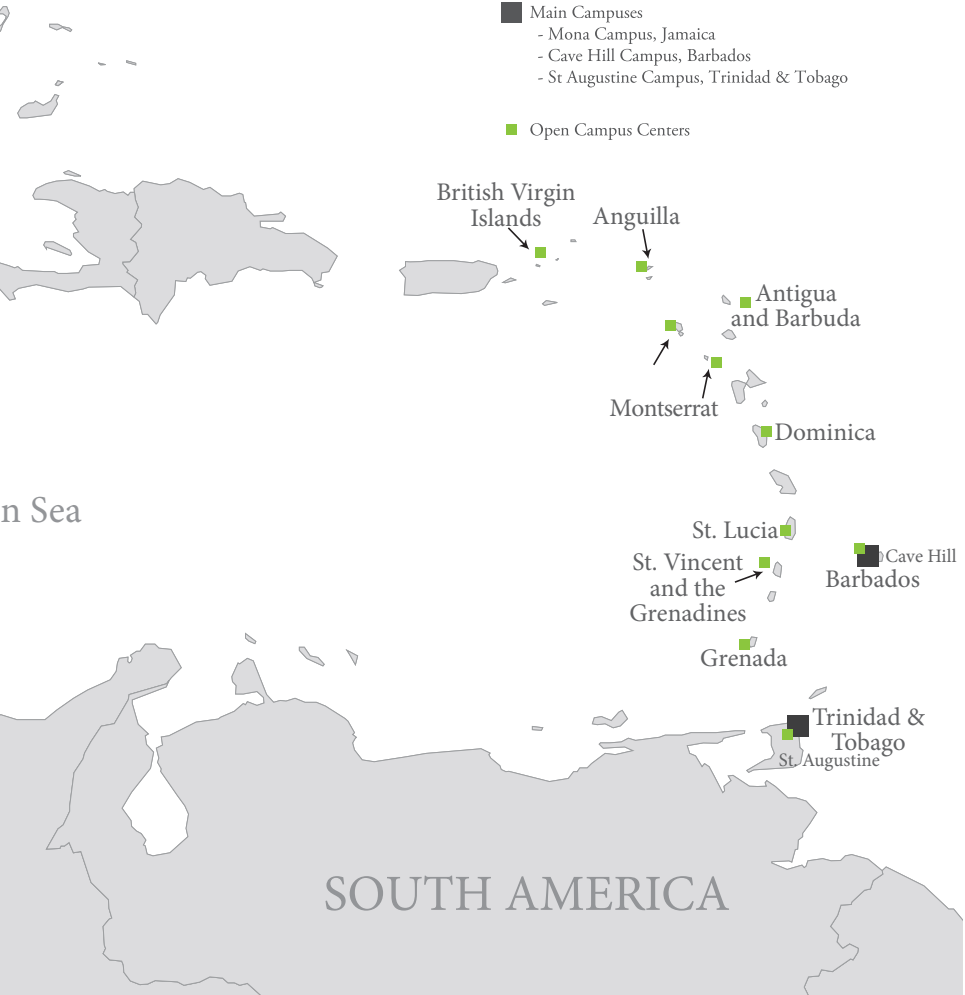 Main Campuses
- Mona Campus, Jamaica
- Cave Hill Campus, Barbados
- St Augustine Campus, Trinidad & Tobago
Open Campus Centers
British Virgin
Islands
Anguilla
Antigua
and Barbuda
Montserrat
Dominica
n Sea
St. Lucia
St. Vincent
and the
Grenadines
Cave Hill
Barbados
Grenada
Trinidad &
Tobago
St. Augustine
SOUTH AMERICA